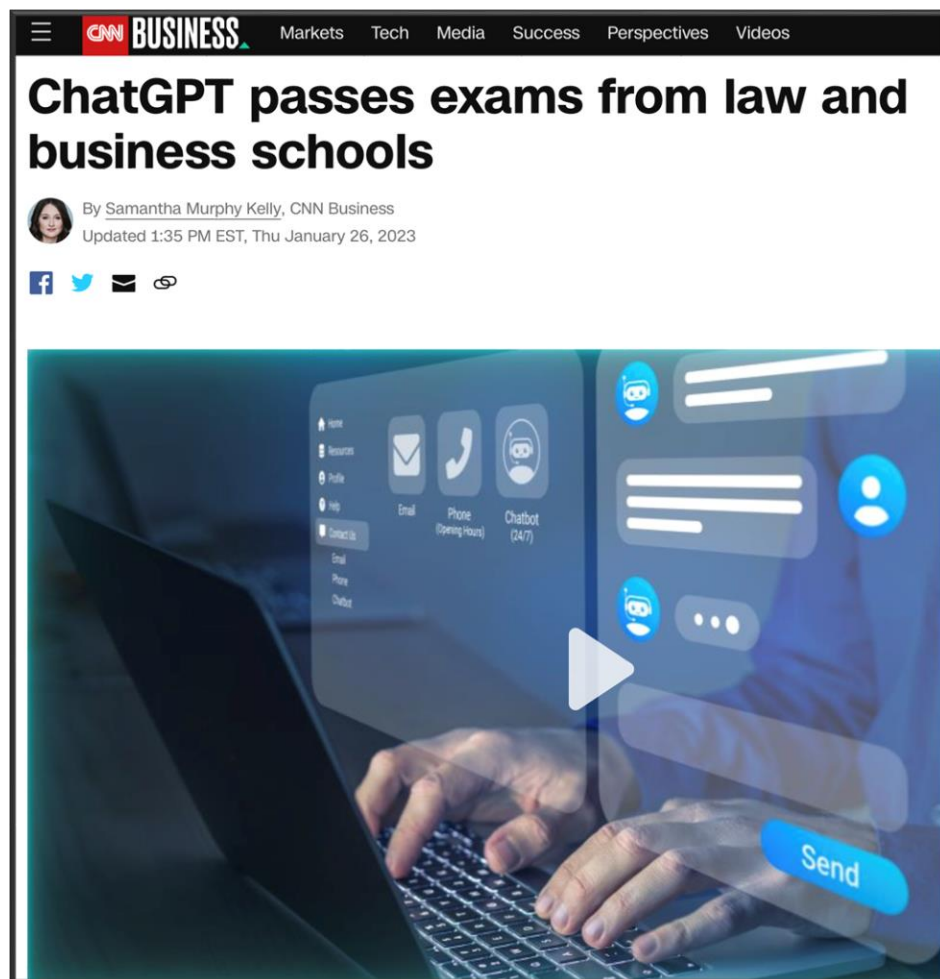 CNN BUSINESS Markets Tech Media Success Perspectives Videos
ChatGPT passes exams from law and
business schools
By Samantha Murphy Kelly, CNN Business
Updated 1:35 PM EST, Thu January 26, 2023
Home
Resources
Profile
Help
Contact Us
Email
Phone
Chatbot
Email
Phone
(Opening Hours)
Chatbot
(24/7)
Send